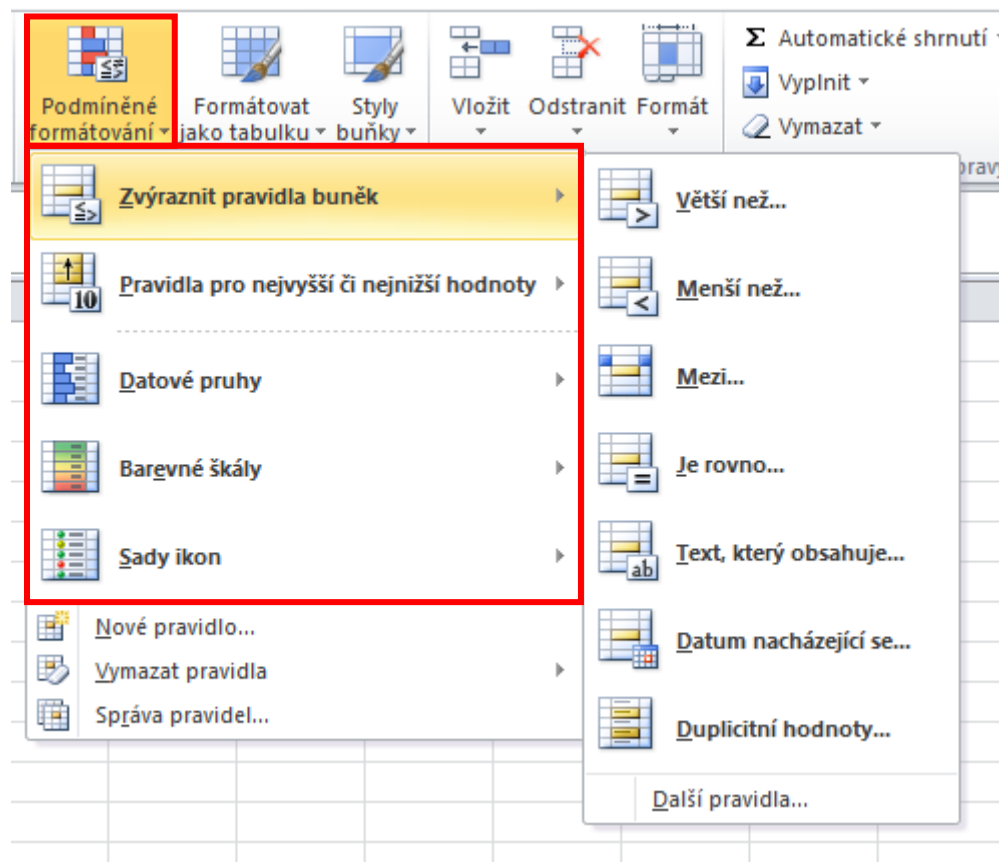 Podmíněné formátování
Formátovat jako tabulku
Styly buňky
Vložit
Odstranit
Formát
Σ Automatické shrnutí
Vyplnit
Vymazat
Zvýraznit pravidla buněk
Pravidla pro nejvyšší či nejnižší hodnoty
Datové pruhy
Barevné škály
Sady ikon
Nové pravidlo...
Vymazat pravidla
Správa pravidel...
Větší než...
Menší než...
Mezi...
Je rovno...
Text, který obsahuje...
Datum nacházející se...
Duplicitní hodnoty...
Další pravidla...